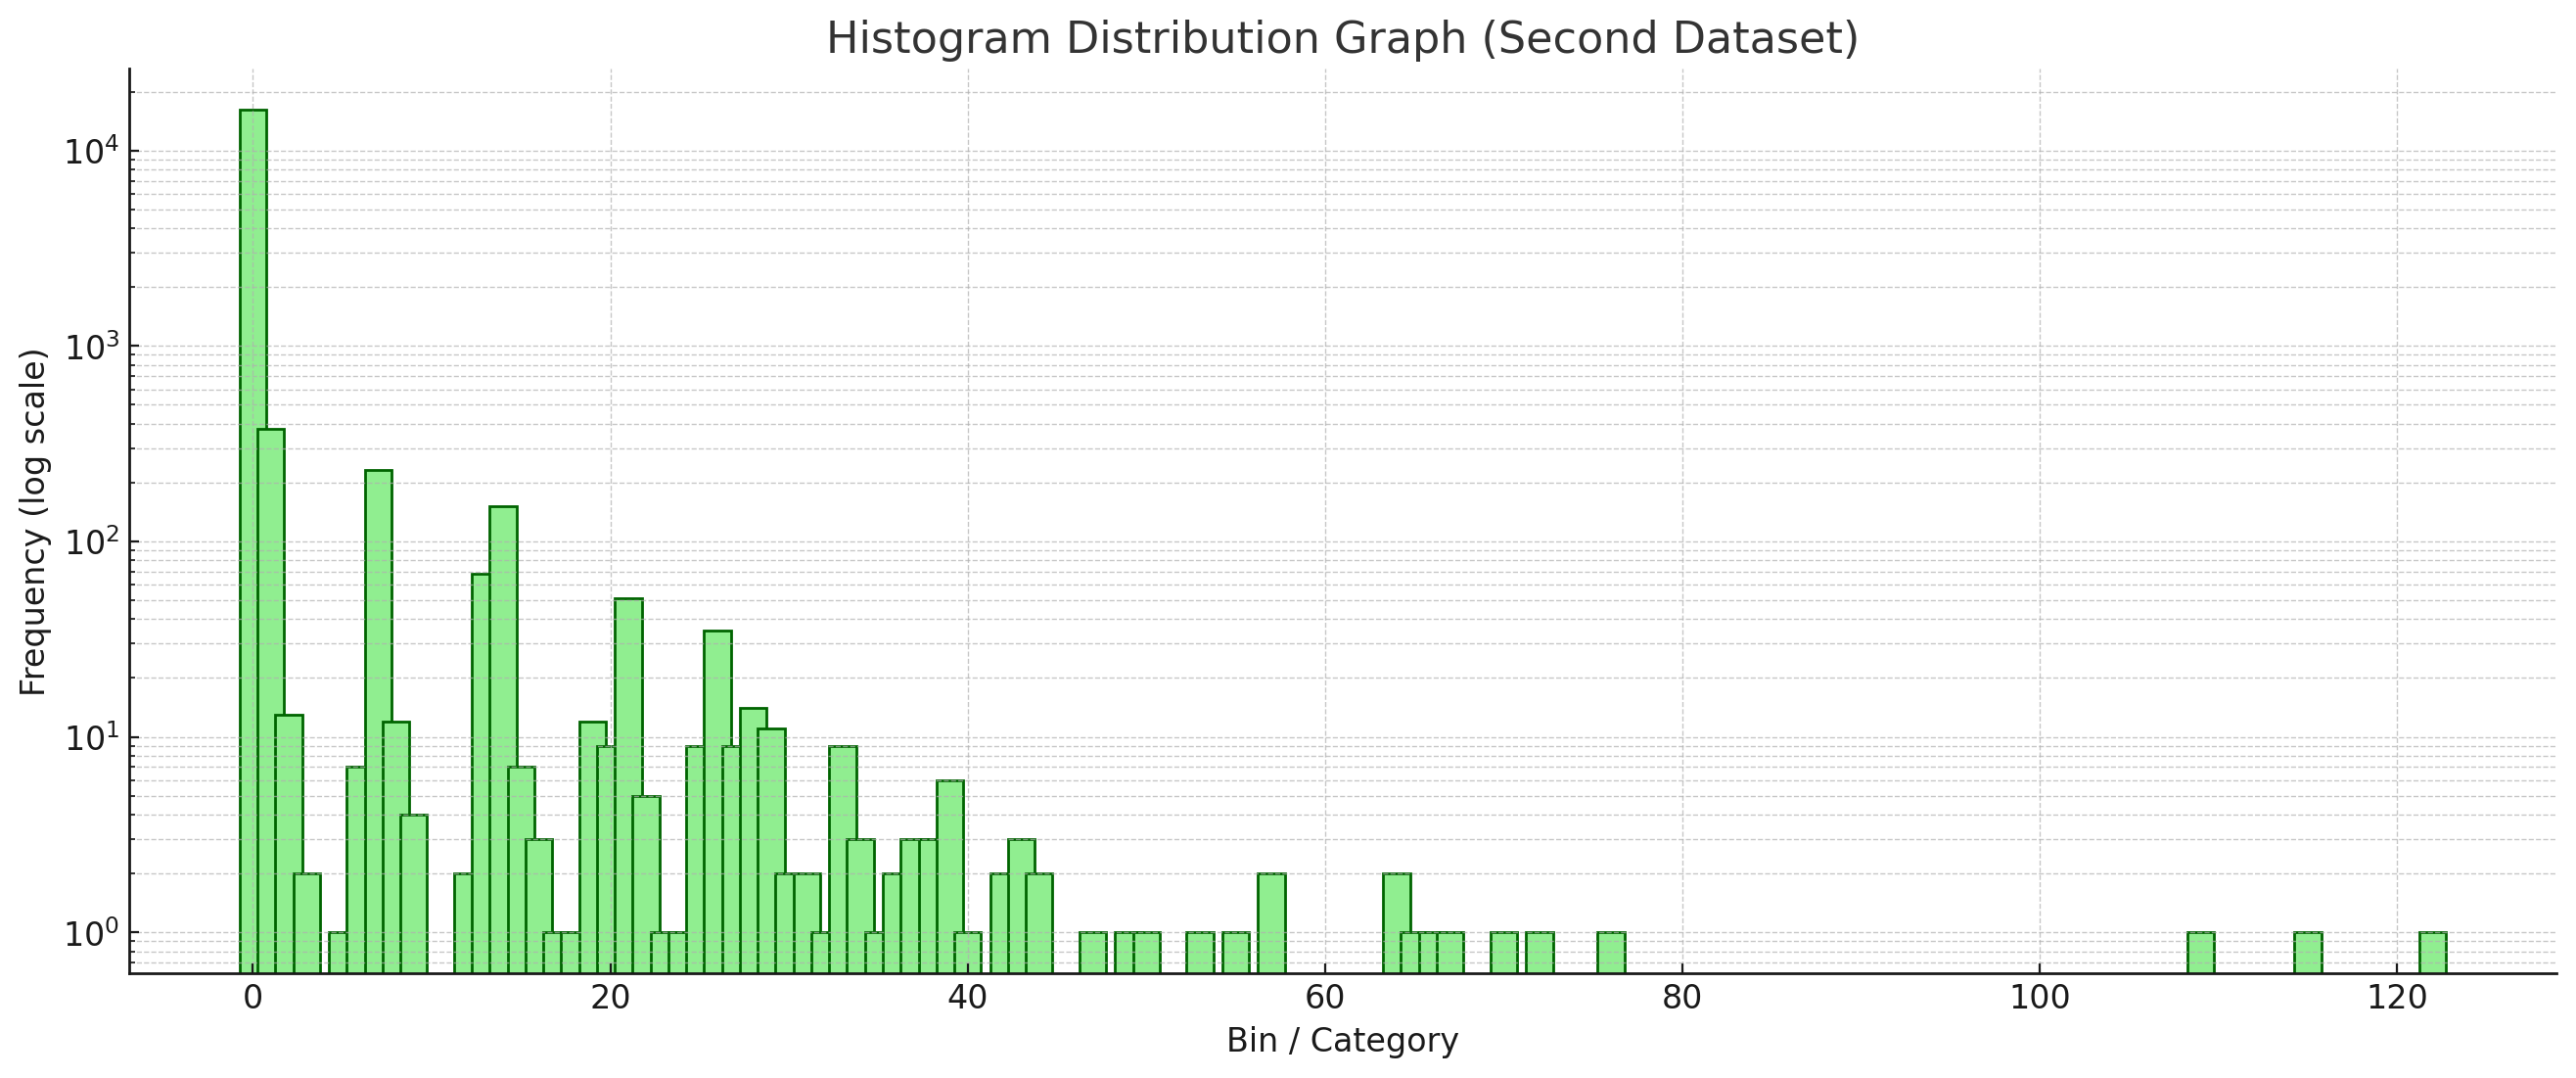 Histogram Distribution Graph (Second Dataset)
Frequency (log scale)
10⁴
10³
10²
10¹
10⁰
0 20 40 60 80 100 120
Bin / Category